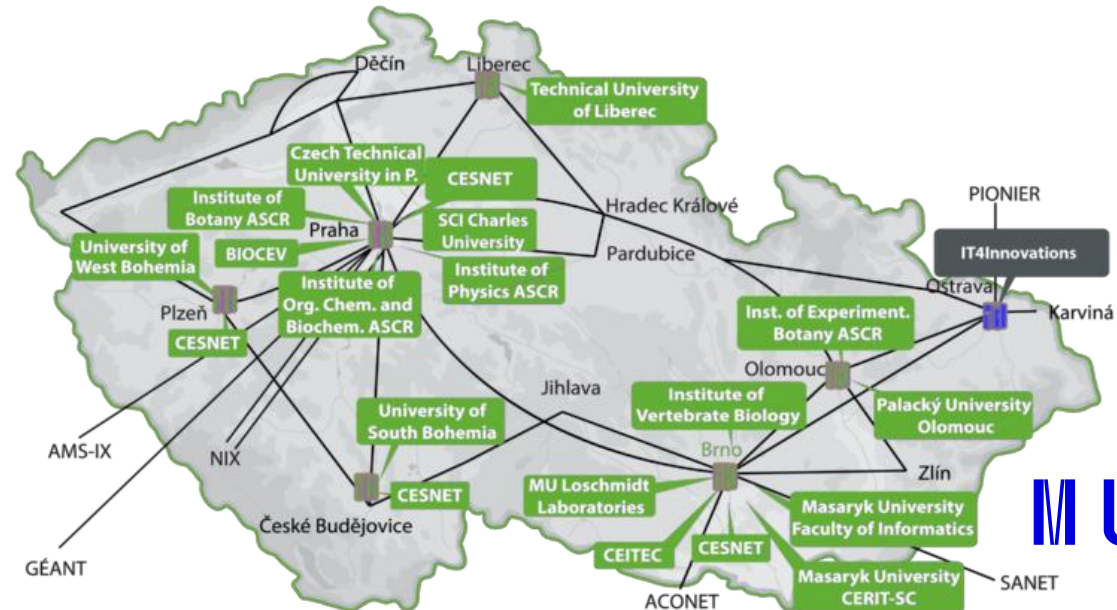 Děčín
Liberec
Technical University
of Liberec
Czech Technical
University in P.
CESNET
Institute of
Botany ASCR
Praha
SCI Charles
University
Hradec Králové
PIONIER
University of
West Bohemia
BIOCEV
Institute of
Physics ASCR
Pardubice
IT4Innovations
Institute of
Org. Chem. and
Biochem. ASCR
Plzeň
CESNET
Ostrava
Karviná
Inst. of Experiment.
Botany ASCR
Olomouc
Jihlava
Institute of
Vertebrate Biology
Palacký University
Olomouc
University of
South Bohemia
AMS-IX
NIX
Brno
Zlín
CESNET
MU Loschmidt
Laboratories
Masaryk University
Faculty of Informatics
České Budějovice
CEITEC
CESNET
GÉANT
Masaryk University
CERIT-SC
SANET
ACONET
M U